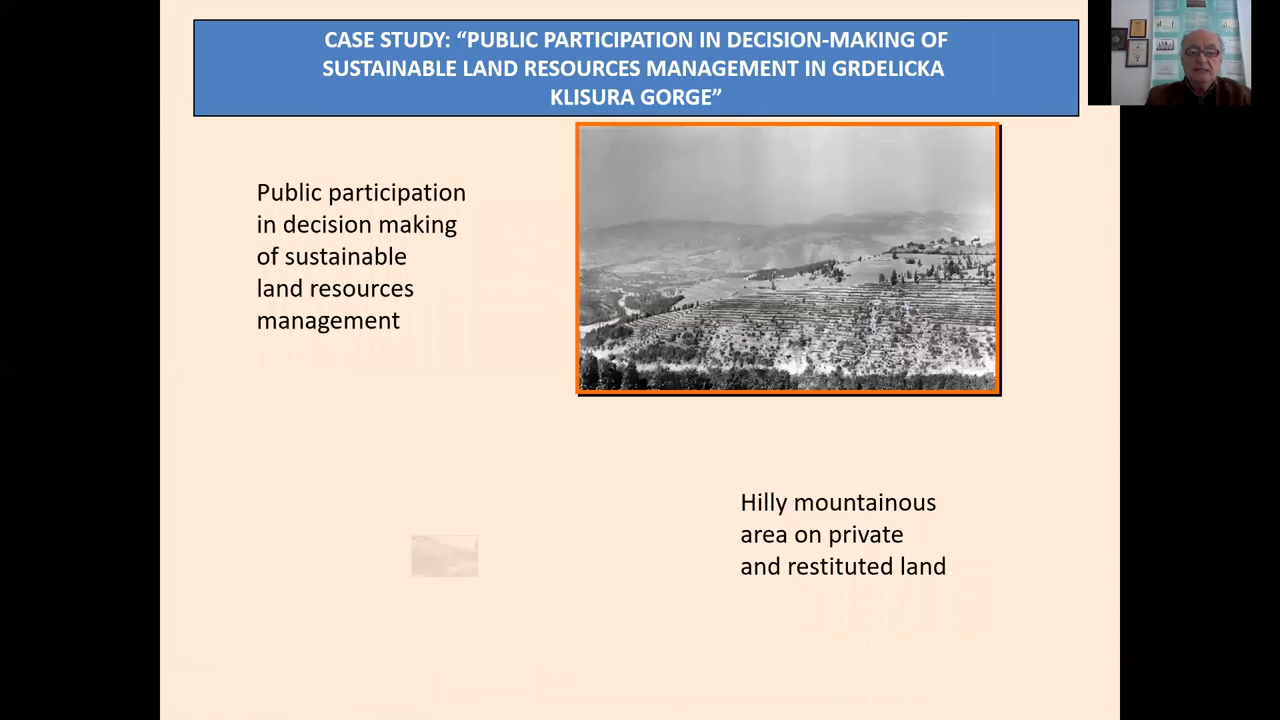 CASE STUDY: “PUBLIC PARTICIPATION IN DECISION-MAKING OF
SUSTAINABLE LAND RESOURCES MANAGEMENT IN GRDELICKA
KLISURA GORGE”
Public participation
in decision making
of sustainable
land resources
management
Hilly mountainous
area on private
and restituted land